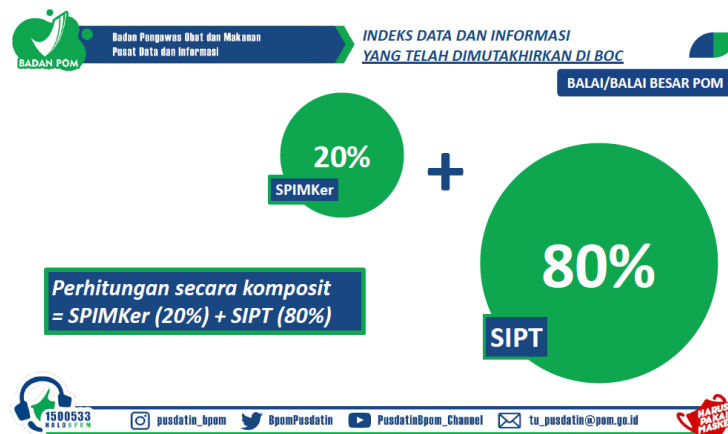 BADAN POM
Badan Pengawas Obat dan Makanan
Pusat Data dan Informasi
INDEKS DATA DAN INFORMASI
YANG TELAH DIMUTAKHIRKAN DI BOC
BALAI/BALAI BESAR POM
20%
SPIMKer
+
80%
SIPT
Perhitungan secara komposit
= SPIMKer (20%) + SIPT (80%)
1500533
HALOBPOM
pusdatin_bpom
BpomPusdatin
PusdatinBpom_Channel
tu_pusdatin@pom.go.id
HARUS
PAKAI
MASKER